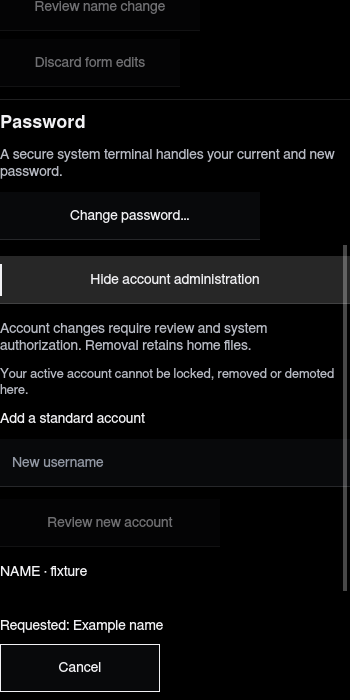 Review name change
Discard form edits
Password
A secure system terminal handles your current and new
password.
Change password...
Hide account administration
Account changes require review and system
authorization. Removal retains home files.
Your active account cannot be locked, removed or demoted
here.
Add a standard account
New username
Review new account
NAME · fixture
Requested: Example name
Cancel